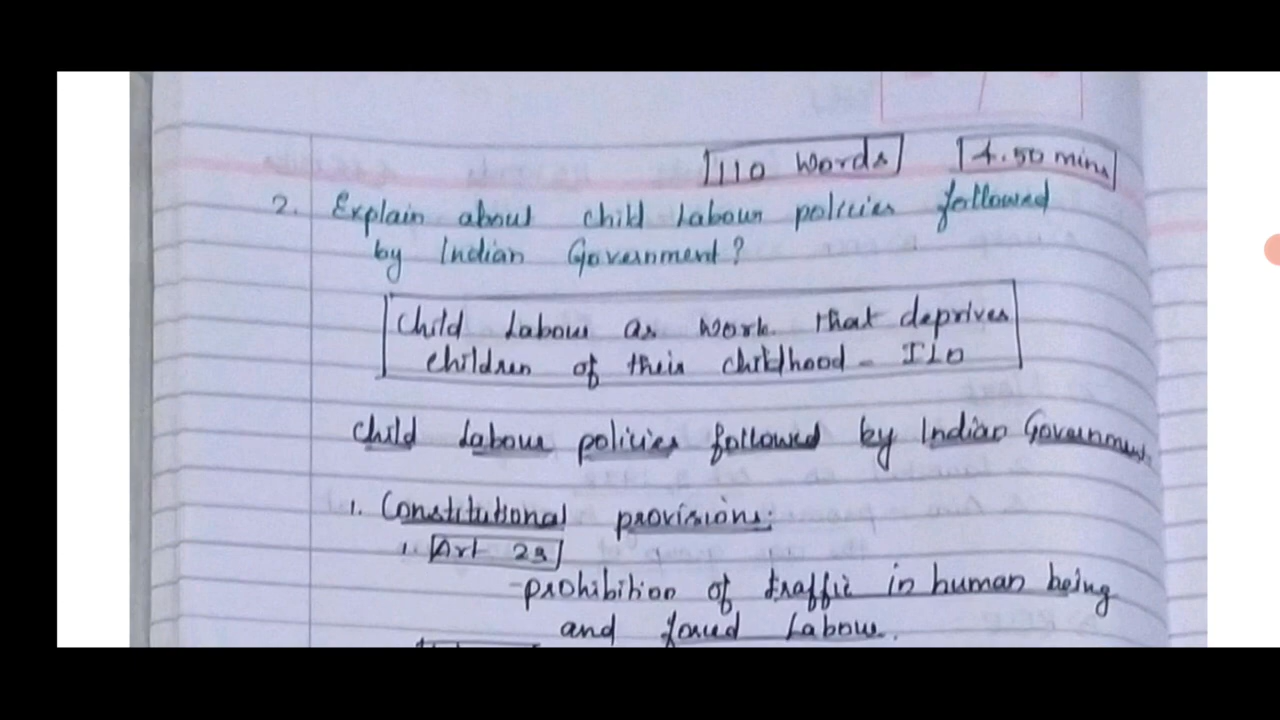 110 Words 4.50 mins
2. Explain about child Labour policies followed
by Indian Government?
Child Labour as work that deprives
children of their childhood - ILO
Child Labour policies followed by Indian Government
1. Constitutional provisions:
1. Art 23
- prohibition of traffic in human being
and forced Labour.